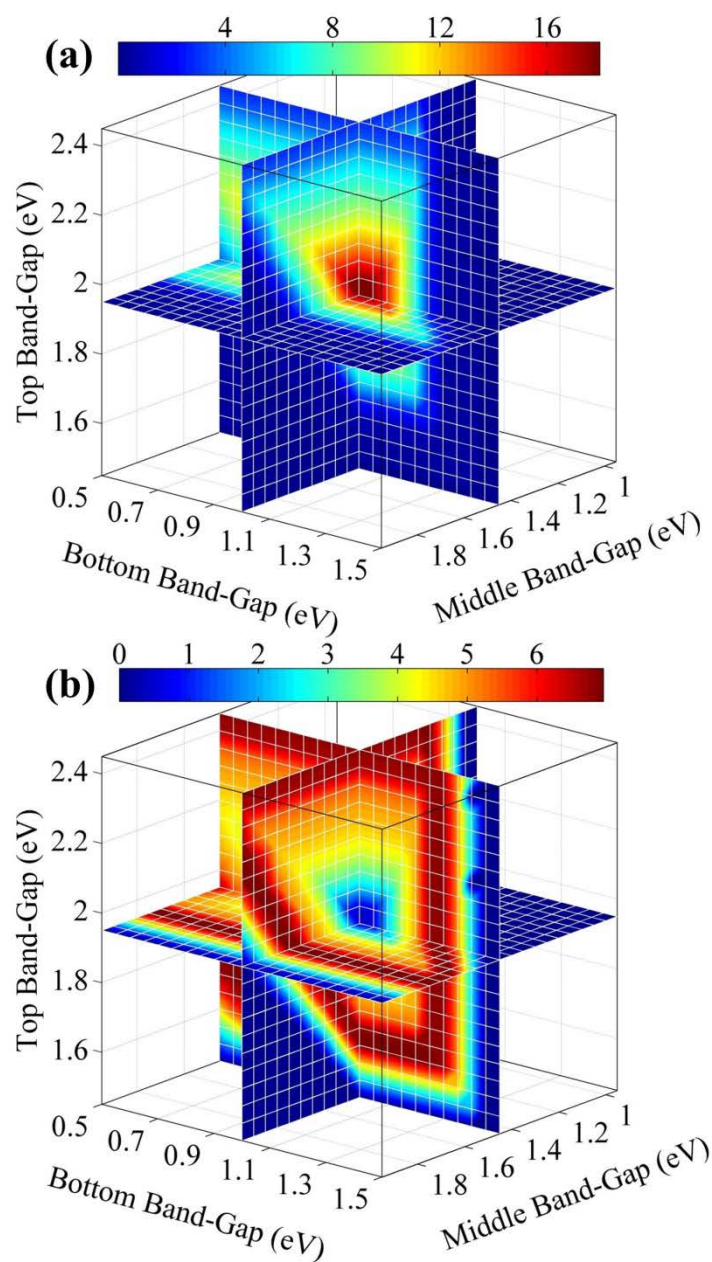 4 8 12 16
(a)
2.4
2.2
2
1.8
1.6
Top Band-Gap (eV)
0.5 0.7 0.9 1.1 1.3 1.5
Bottom Band-Gap (eV)
1.8 1.6 1.4 1.2 1
Middle Band-Gap (eV)
0 1 2 3 4 5 6
(b)
2.4
2.2
2
1.8
1.6
Top Band-Gap (eV)
0.5 0.7 0.9 1.1 1.3 1.5
Bottom Band-Gap (eV)
1.8 1.6 1.4 1.2 1
Middle Band-Gap (eV)